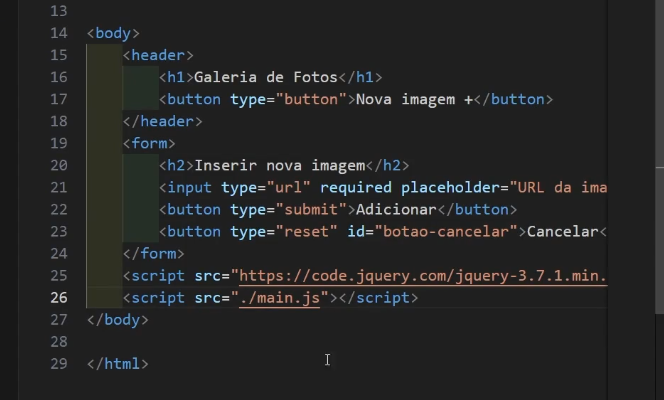 13
14 <body>
15 <header>
16 <h1>Galeria de Fotos</h1>
17 <button type="button">Nova imagem +</button>
18 </header>
19 <form>
20 <h2>Inserir nova imagem</h2>
21 <input type="url" required placeholder="URL da ima
22 <button type="submit">Adicionar</button>
23 <button type="reset" id="botao-cancelar">Cancelar<
24 </form>
25 <script src="https://code.jquery.com/jquery-3.7.1.min.
26 <script src="./main.js"></script>
27 </body>
28
29 </html>